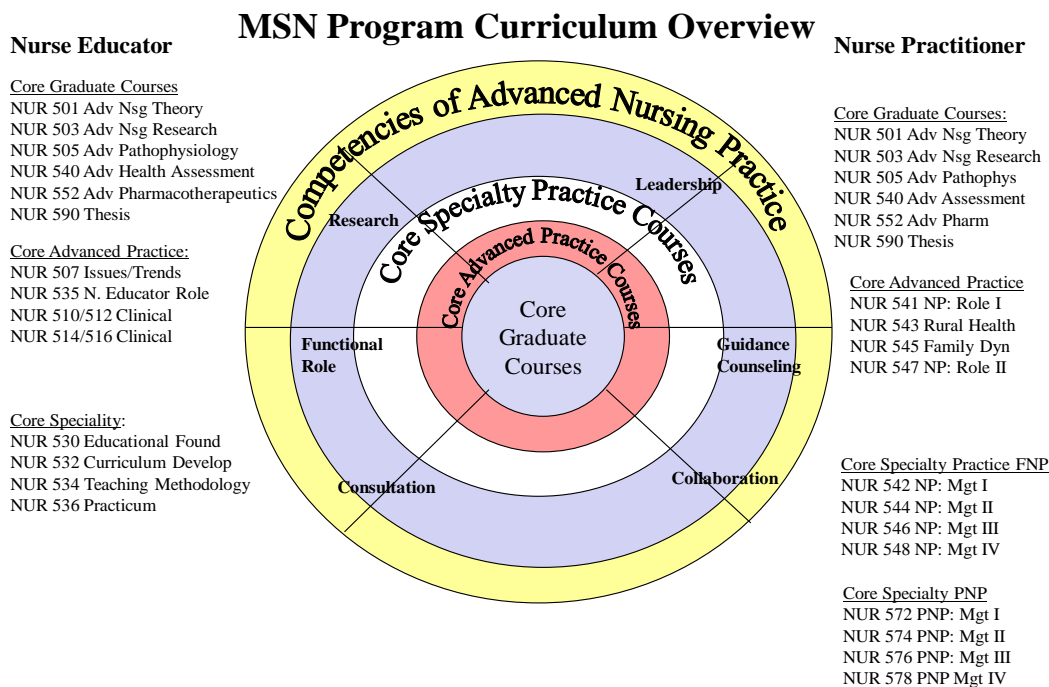 MSN Program Curriculum Overview
Nurse Educator
Core Graduate Courses
NUR 501 Adv Nsg Theory
NUR 503 Adv Nsg Research
NUR 505 Adv Pathophysiology
NUR 540 Adv Health Assessment
NUR 552 Adv Pharmacotherapeutics
NUR 590 Thesis
Core Advanced Practice:
NUR 507 Issues/Trends
NUR 535 N. Educator Role
NUR 510/512 Clinical
NUR 514/516 Clinical
Core Speciality:
NUR 530 Educational Found
NUR 532 Curriculum Develop
NUR 534 Teaching Methodology
NUR 536 Practicum
Competencies of Advanced Nursing Practice
Research
Leadership
Core Specialty Practice Courses
Core Advanced Practice Courses
Core
Graduate
Courses
Functional
Role
Guidance
Counseling
Consultation
Collaboration
Nurse Practitioner
Core Graduate Courses:
NUR 501 Adv Nsg Theory
NUR 503 Adv Nsg Research
NUR 505 Adv Pathophys
NUR 540 Adv Assessment
NUR 552 Adv Pharm
NUR 590 Thesis
Core Advanced Practice
NUR 541 NP: Role I
NUR 543 Rural Health
NUR 545 Family Dyn
NUR 547 NP: Role II
Core Specialty Practice FNP
NUR 542 NP: Mgt I
NUR 544 NP: Mgt II
NUR 546 NP: Mgt III
NUR 548 NP: Mgt IV
Core Specialty PNP
NUR 572 PNP: Mgt I
NUR 574 PNP: Mgt II
NUR 576 PNP: Mgt III
NUR 578 PNP Mgt IV